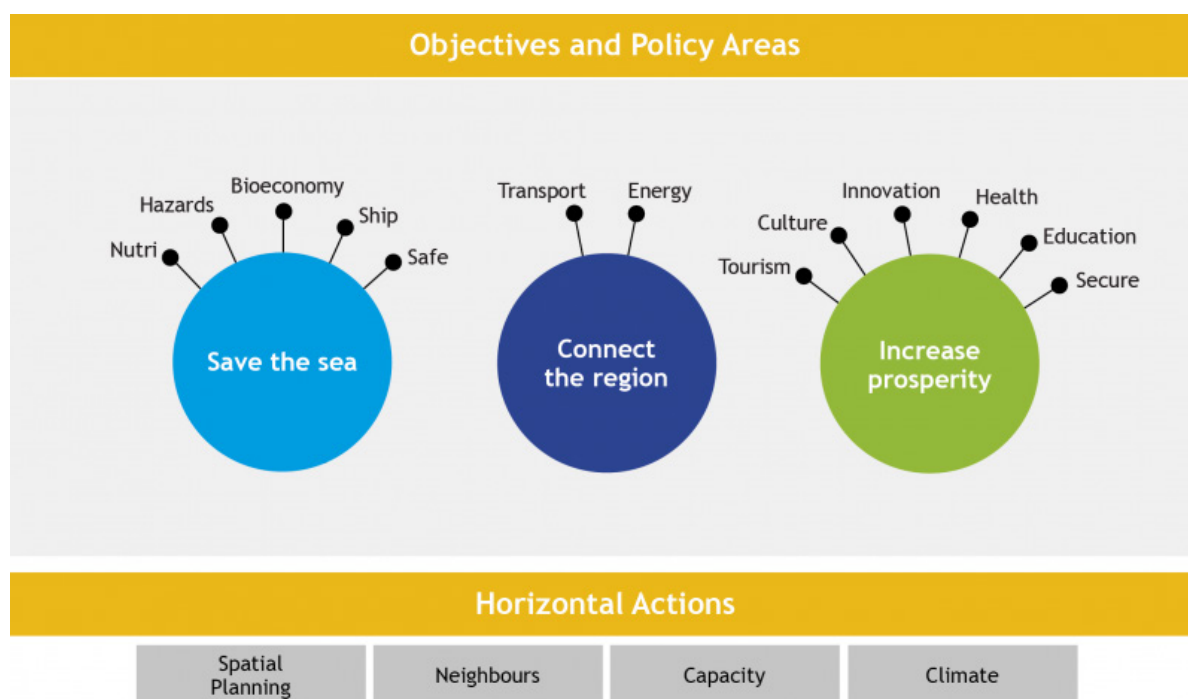 Objectives and Policy Areas
Nutri
Hazards
Bioeconomy
Ship
Safe
Save the sea
Transport
Energy
Connect
the region
Tourism
Culture
Innovation
Health
Education
Secure
Increase
prosperity
Horizontal Actions
Spatial
Planning
Neighbours
Capacity
Climate